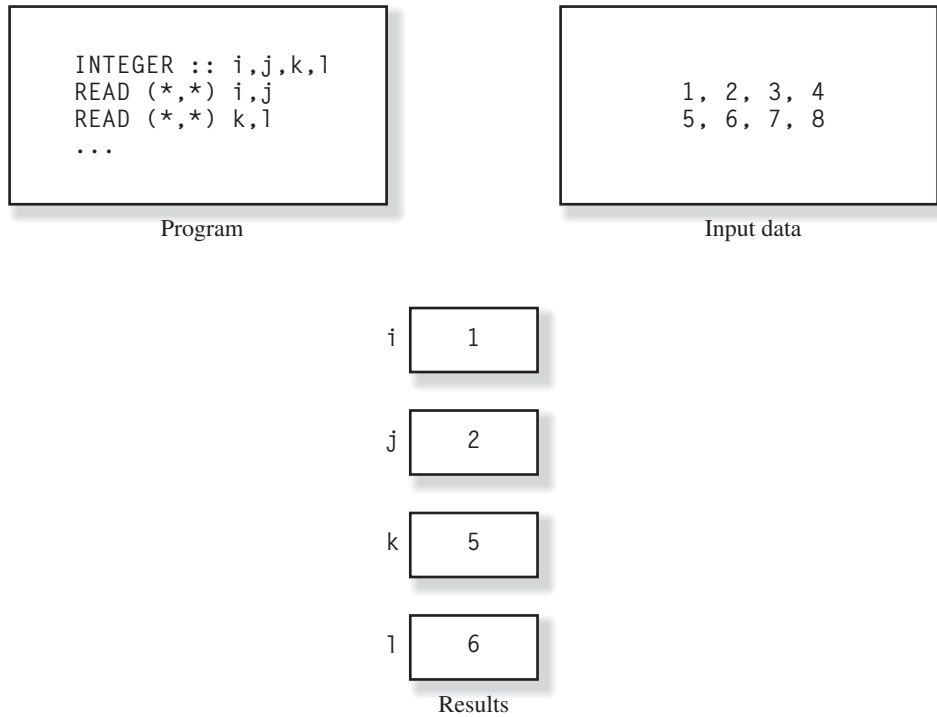 INTEGER :: i,j,k,l
READ (*,*) i,j
READ (*,*) k,l
...
Program
1, 2, 3, 4
5, 6, 7, 8
Input data
i 1
j 2
k 5
l 6
Results